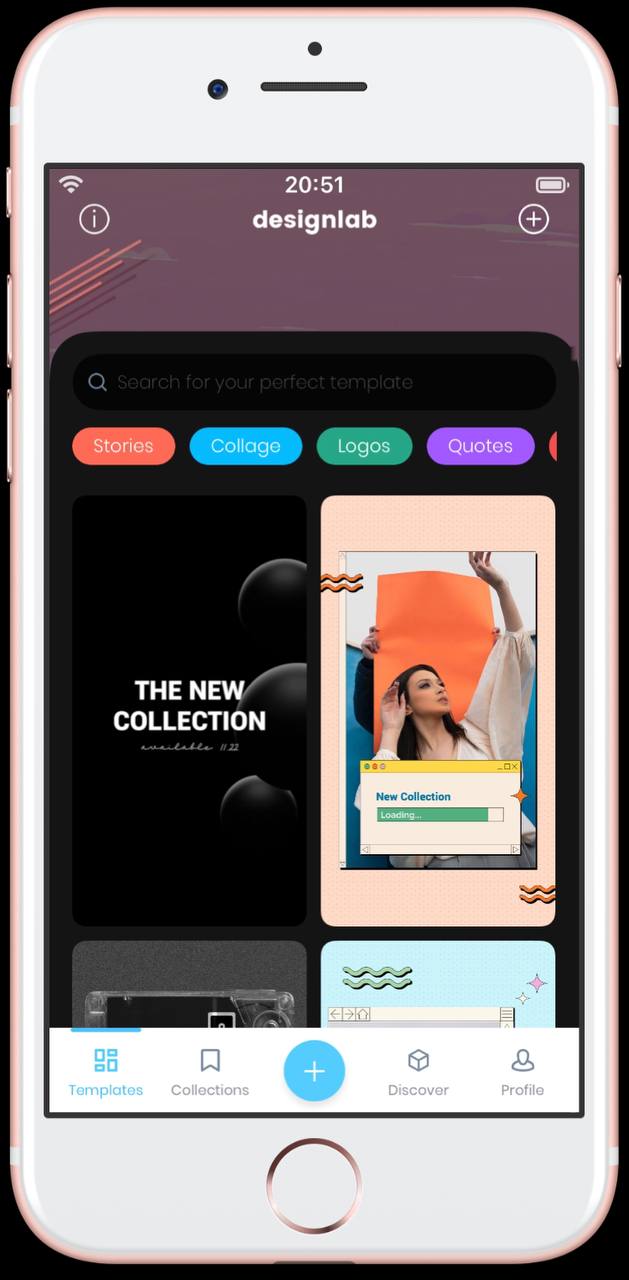 20:51
designlab
Search for your perfect template
Stories
Collage
Logos
Quotes
THE NEW
COLLECTION
available // 22
New Collection
Loading...
Templates
Collections
Discover
Profile